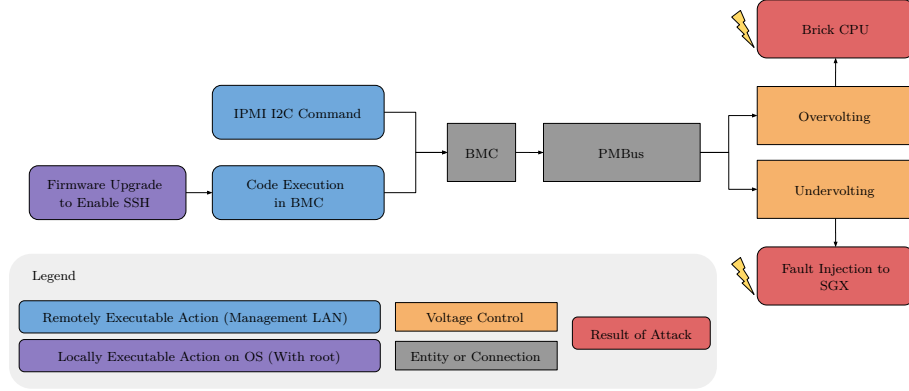 Brick CPU
IPMI I2C Command
Overvolting
BMC
PMBus
Firmware Upgrade
to Enable SSH
Code Execution
in BMC
Undervolting
Fault Injection to
SGX
Legend
Remotely Executable Action (Management LAN)
Voltage Control
Result of Attack
Locally Executable Action on OS (With root)
Entity or Connection